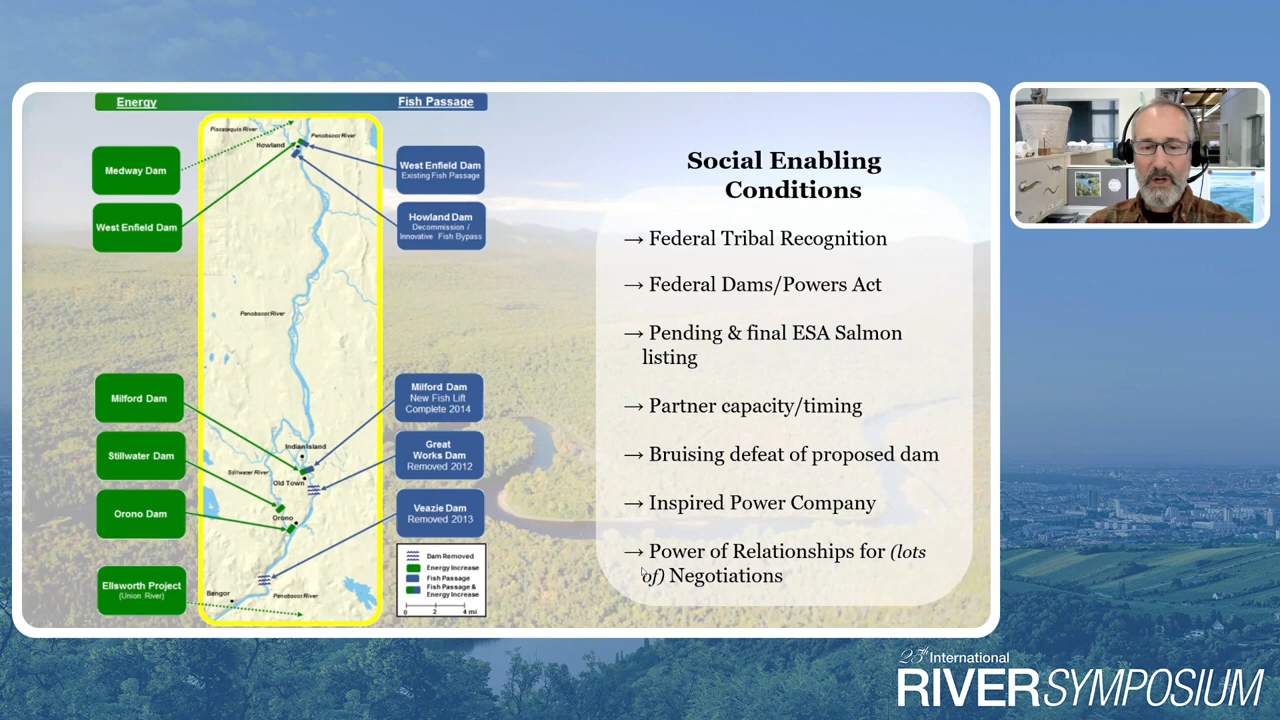 Energy
Fish Passage
Medway Dam
West Enfield Dam
Milford Dam
Stillwater Dam
Orono Dam
Ellsworth Project
(Union River)
Piscataquis River
Penobscot River
Howland
Penobscot River
Indian Island
Stillwater River
Old Town
Orono
Bangor
Penobscot River
West Enfield Dam
Existing Fish Passage
Howland Dam
Decommission /
Innovative Fish Bypass
Milford Dam
New Fish Lift
Complete 2014
Great
Works Dam
Removed 2012
Veazie Dam
Removed 2013
Dam Removed
Energy Increase
Fish Passage
Fish Passage &
Energy Increase
0 2 4 mi
Social Enabling
Conditions
→ Federal Tribal Recognition
→ Federal Dams/Powers Act
→ Pending & final ESA Salmon
listing
→ Partner capacity/timing
→ Bruising defeat of proposed dam
→ Inspired Power Company
→ Power of Relationships for (lots
of) Negotiations
25th International
RIVERSYMPOSIUM